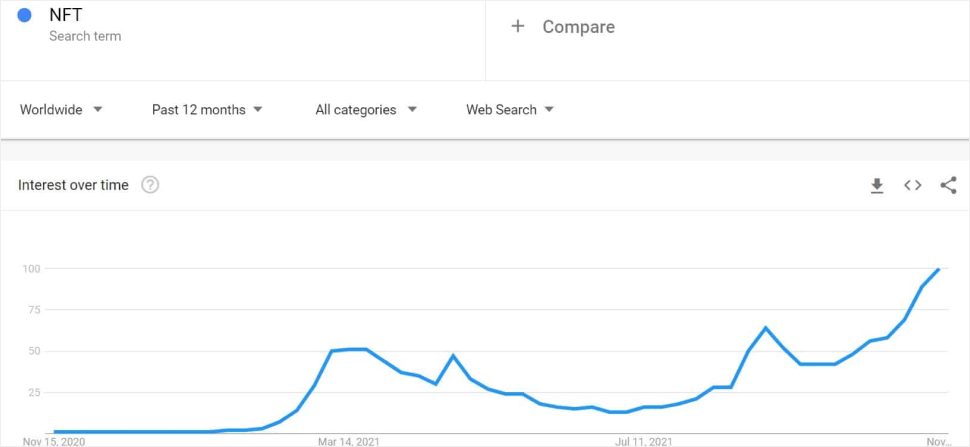 NFT
Search term
+ Compare
Worldwide
Past 12 months
All categories
Web Search
Interest over time ?
100
75
50
25
Nov 15, 2020
Mar 14, 2021
Jul 11, 2021
Nov...